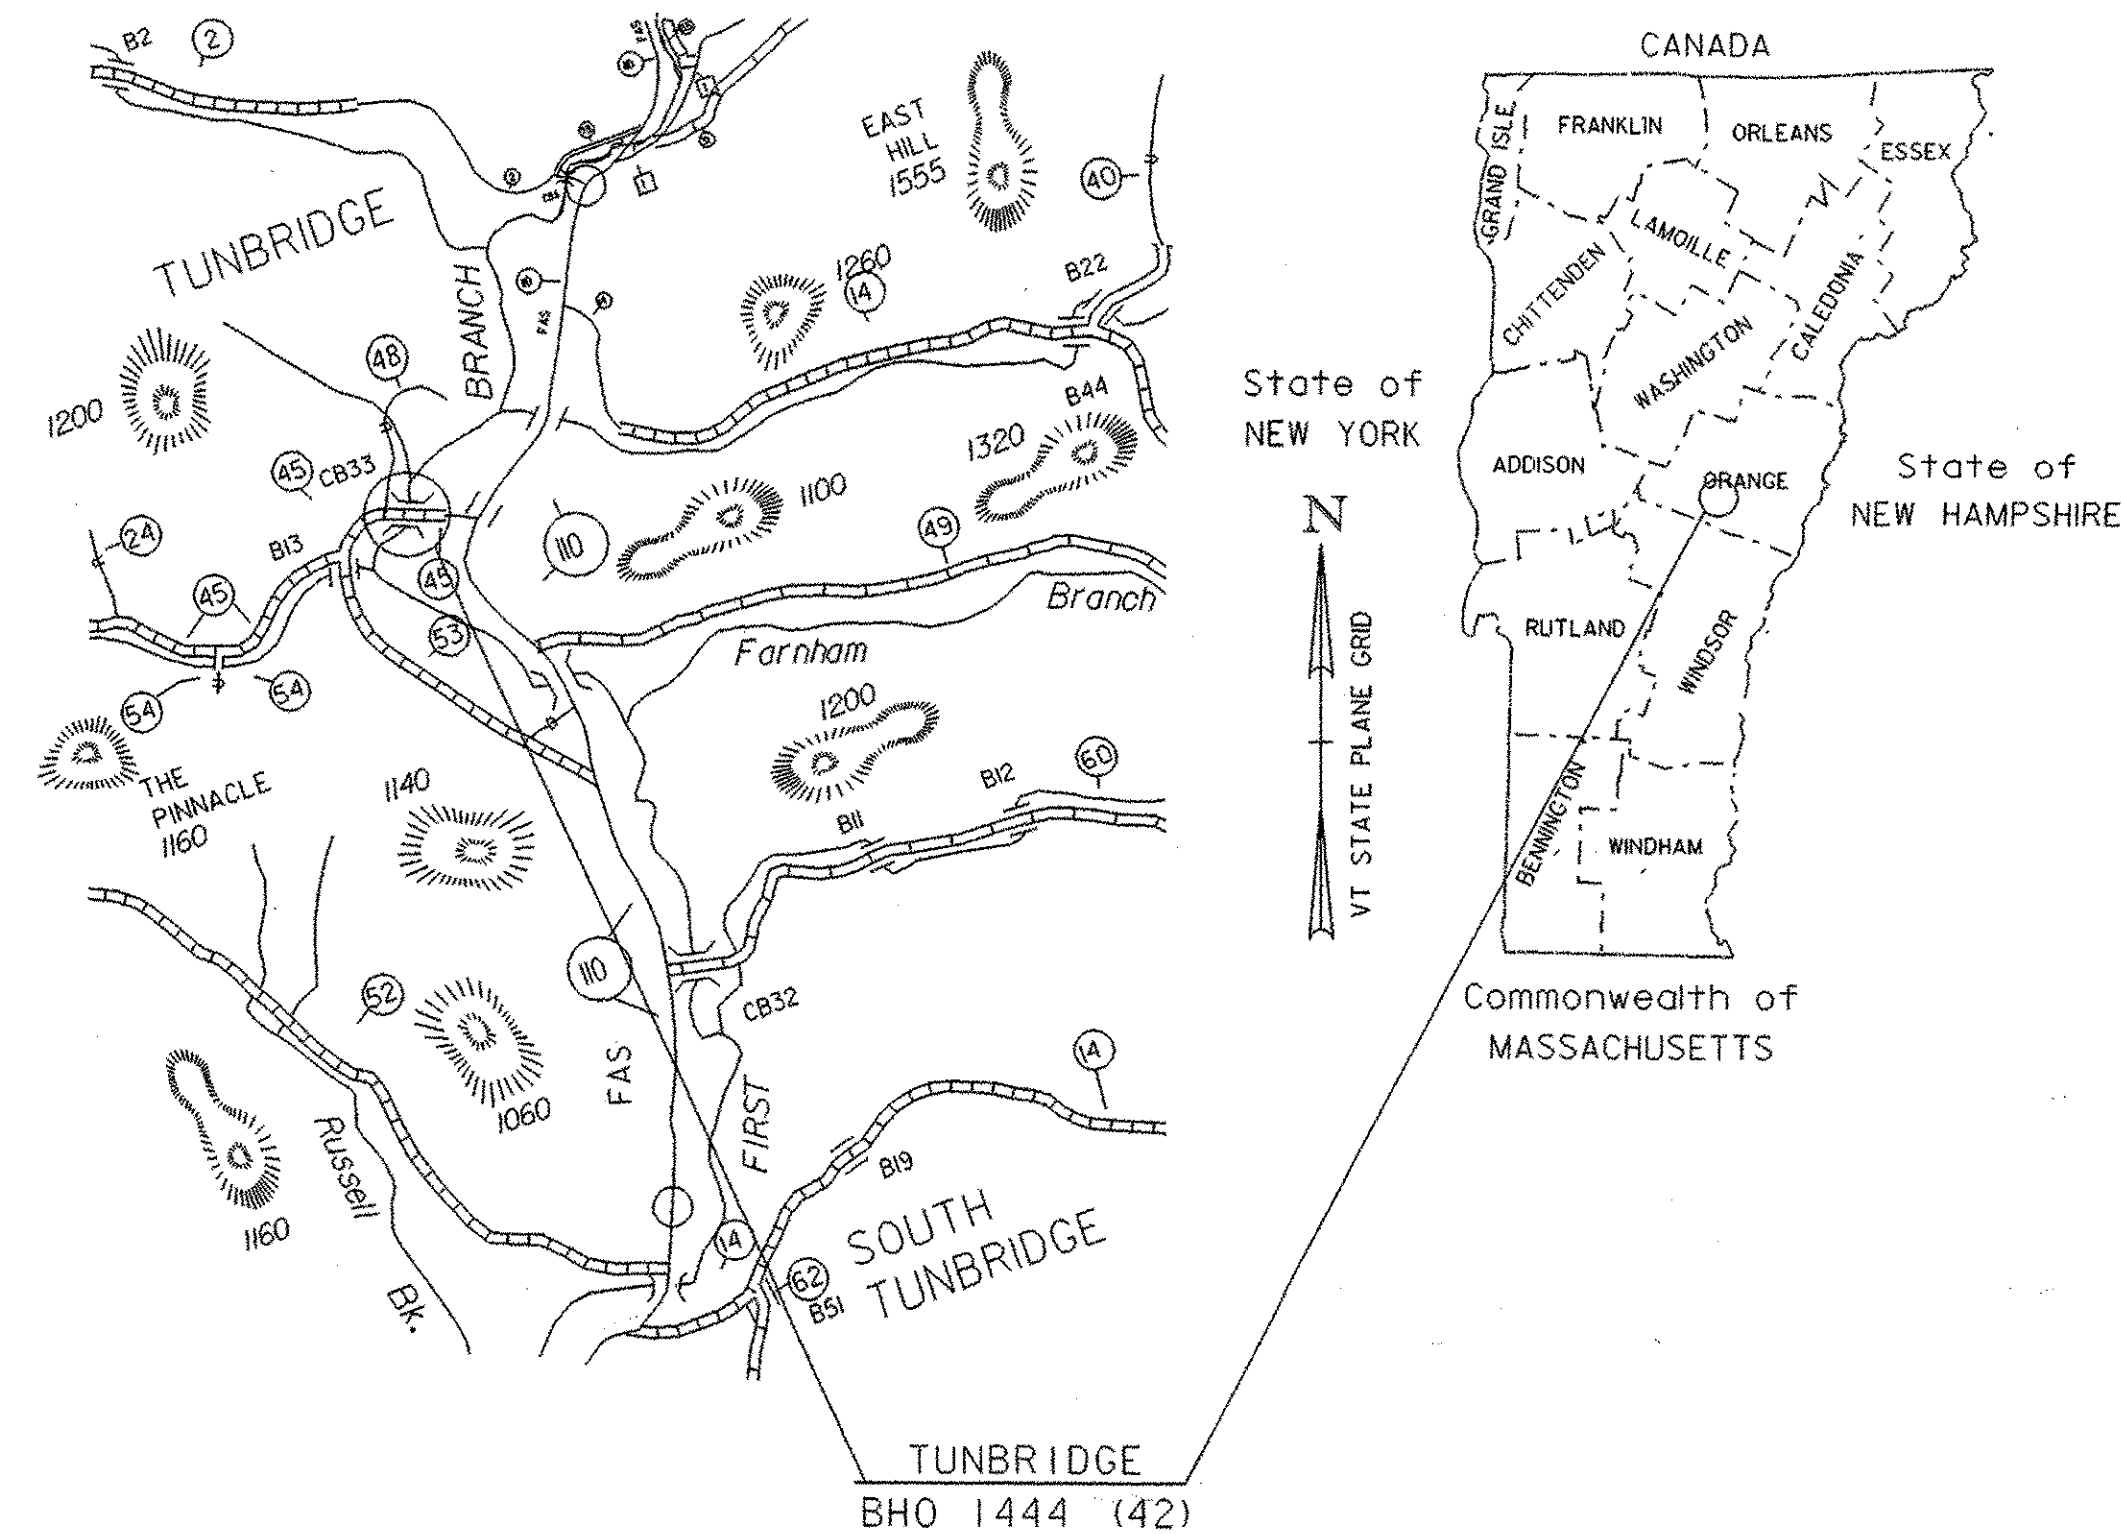 B2
2
FAS
1
1
EAST
HILL
1555
40
TUNBRIDGE
BRANCH
FAS
1260
14
B22
48
1200
B44
1320
45
CB33
1100
110
49
24
B13
45
45
53
Branch
Farnham
54
54
THE
PINNACLE
1160
1200
1140
B11
B12
60
110
52
CB32
1060
FAS
FIRST
14
Russell
Bk.
1160
B19
14
62
B51
SOUTH
TUNBRIDGE
CANADA
GRAND ISLE
FRANKLIN
ORLEANS
ESSEX
LAMOILLE
CHITTENDEN
WASHINGTON
CALEDONIA
State of
NEW YORK
ADDISON
ORANGE
State of
NEW HAMPSHIRE
N
VT STATE PLANE GRID
RUTLAND
WINDSOR
BENNINGTON
WINDHAM
Commonwealth of
MASSACHUSETTS
TUNBRIDGE
BHO 1444 (42)